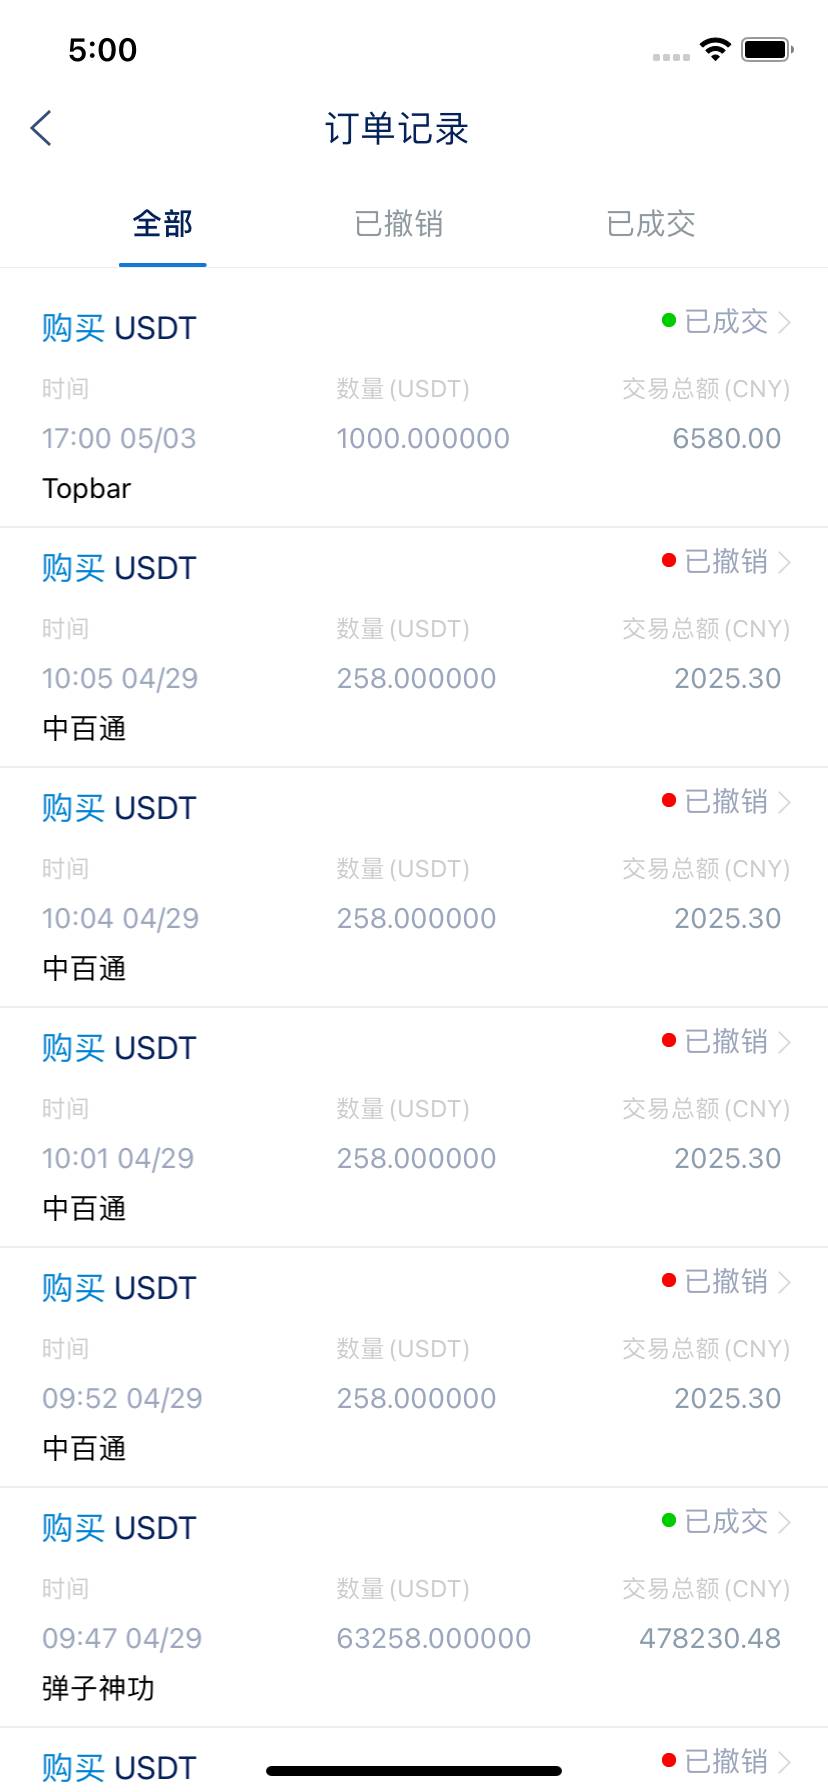 5:00
订单记录
全部 已撤销 已成交
购买 USDT 已成交
时间 数量(USDT) 交易总额(CNY)
17:00 05/03 1000.000000 6580.00
Topbar
购买 USDT 已撤销
时间 数量(USDT) 交易总额(CNY)
10:05 04/29 258.000000 2025.30
中百通
购买 USDT 已撤销
时间 数量(USDT) 交易总额(CNY)
10:04 04/29 258.000000 2025.30
中百通
购买 USDT 已撤销
时间 数量(USDT) 交易总额(CNY)
10:01 04/29 258.000000 2025.30
中百通
购买 USDT 已撤销
时间 数量(USDT) 交易总额(CNY)
09:52 04/29 258.000000 2025.30
中百通
购买 USDT 已成交
时间 数量(USDT) 交易总额(CNY)
09:47 04/29 63258.000000 478230.48
弹子神功
购买 USDT 已撤销